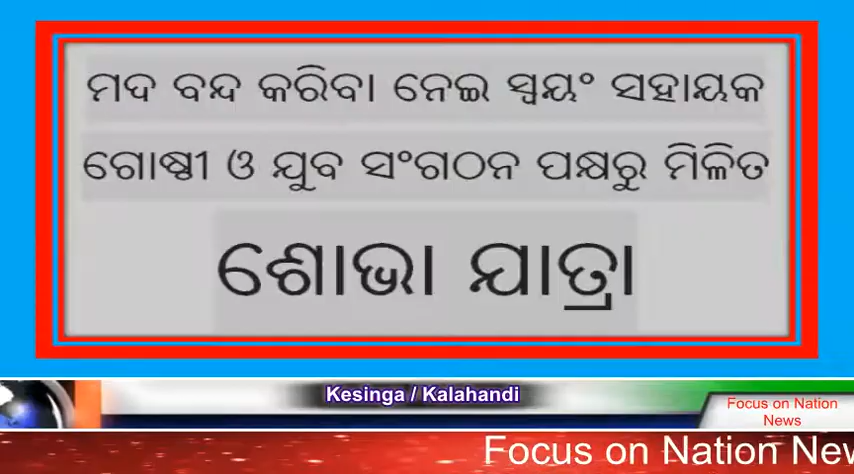 ମଦ ବନ୍ଦ କରିବା ନେଇ ସ୍ୱୟଂ ସହାୟକ
ଗୋଷ୍ଠୀ ଓ ଯୁବ ସଂଗଠନ ପକ୍ଷରୁ ମିଳିତ
ଶୋଭା ଯାତ୍ରା
Kesinga / Kalahandi
Focus on Nation
News
Focus on Nation New